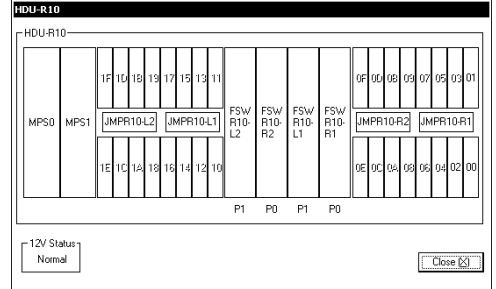 HDU-R10
HDU-R10
1F 1D 1B 19 17 15 13 11
0F 0D 0B 09 07 05 03 01
MPS0 MPS1 JMPR10-L2 JMPR10-L1 FSW R10- L2 FSW R10- R2 FSW R10- L1 FSW R10- R1 JMPR10-R2 JMPR10-R1
1E 1C 1A 18 16 14 12 10
0E 0C 0A 08 06 04 02 00
P1 P0 P1 P0
12V Status
Normal
Close (X)